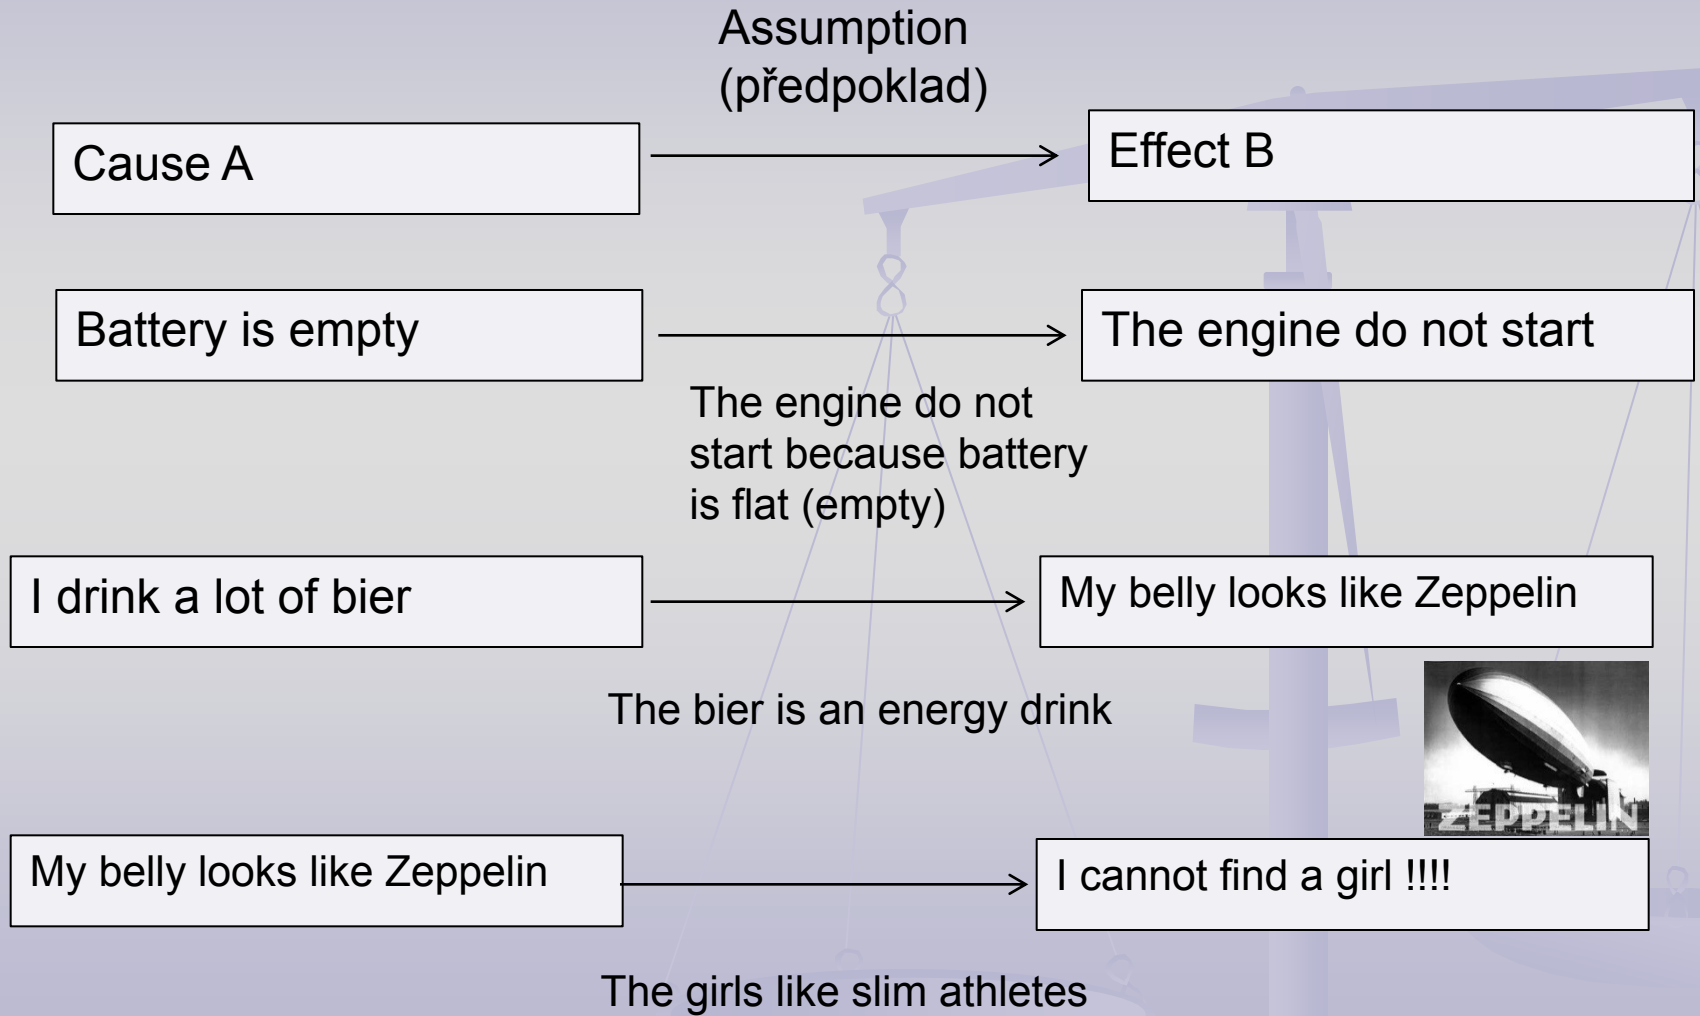 Assumption
(předpoklad)
Cause A
Effect B
Battery is empty
The engine do not start
The engine do not
start because battery
is flat (empty)
I drink a lot of bier
My belly looks like Zeppelin
The bier is an energy drink
ZEPPELIN
My belly looks like Zeppelin
I cannot find a girl !!!!
The girls like slim athletes